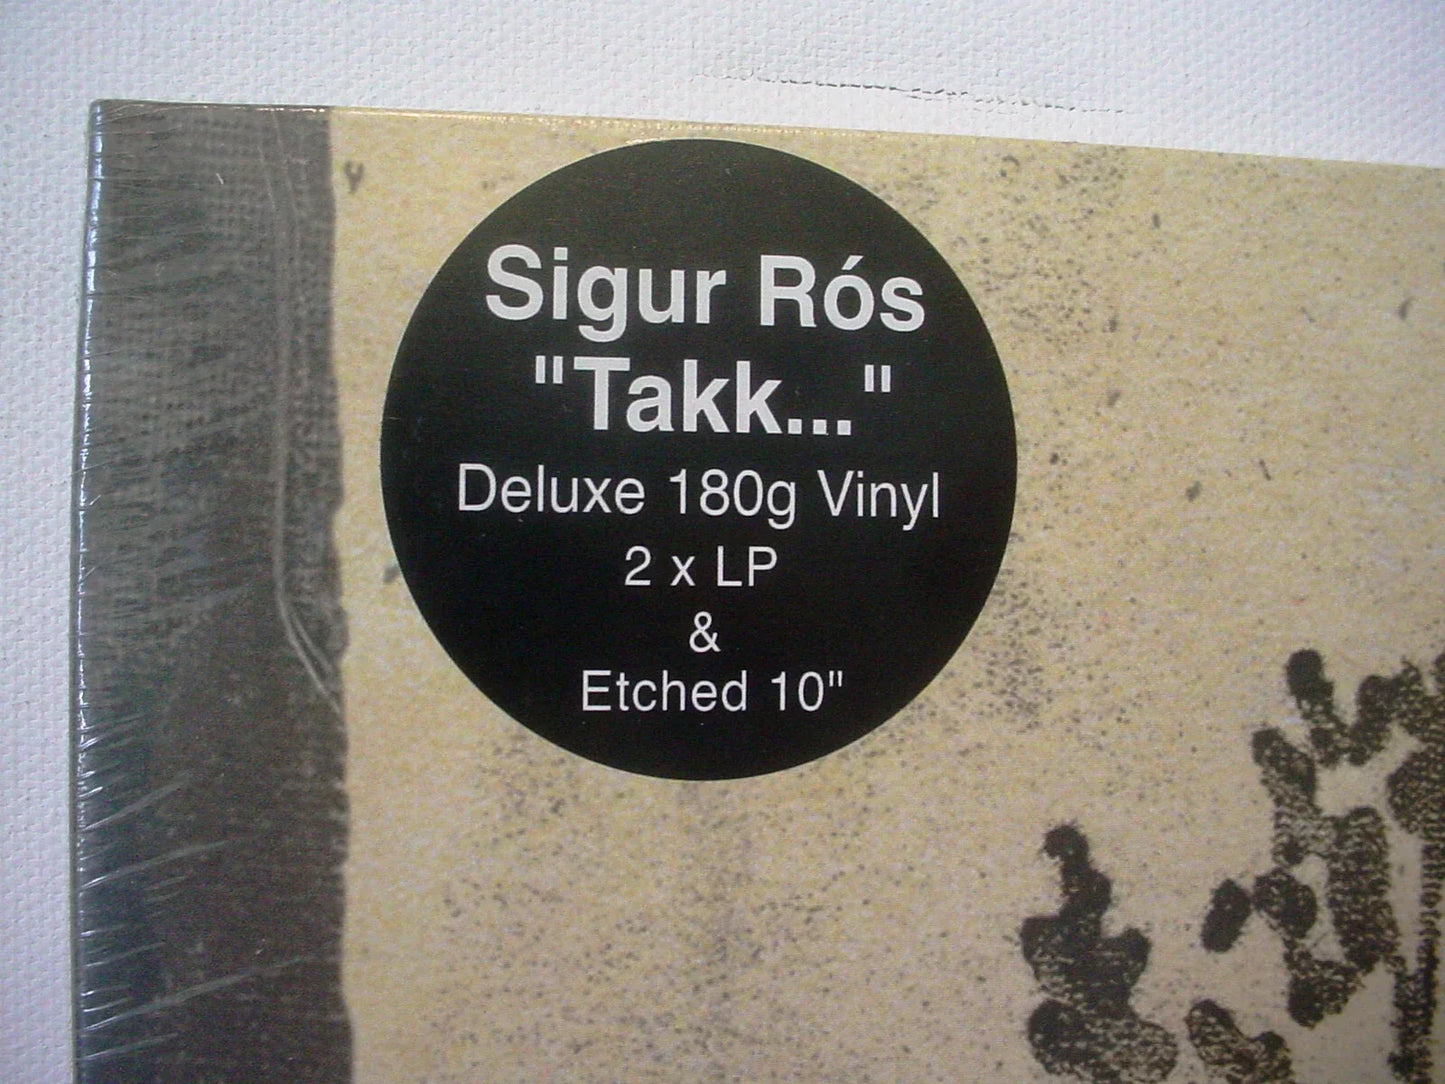 Sigur Rós
"Takk..."
Deluxe 180g Vinyl
2 x LP
&
Etched 10"